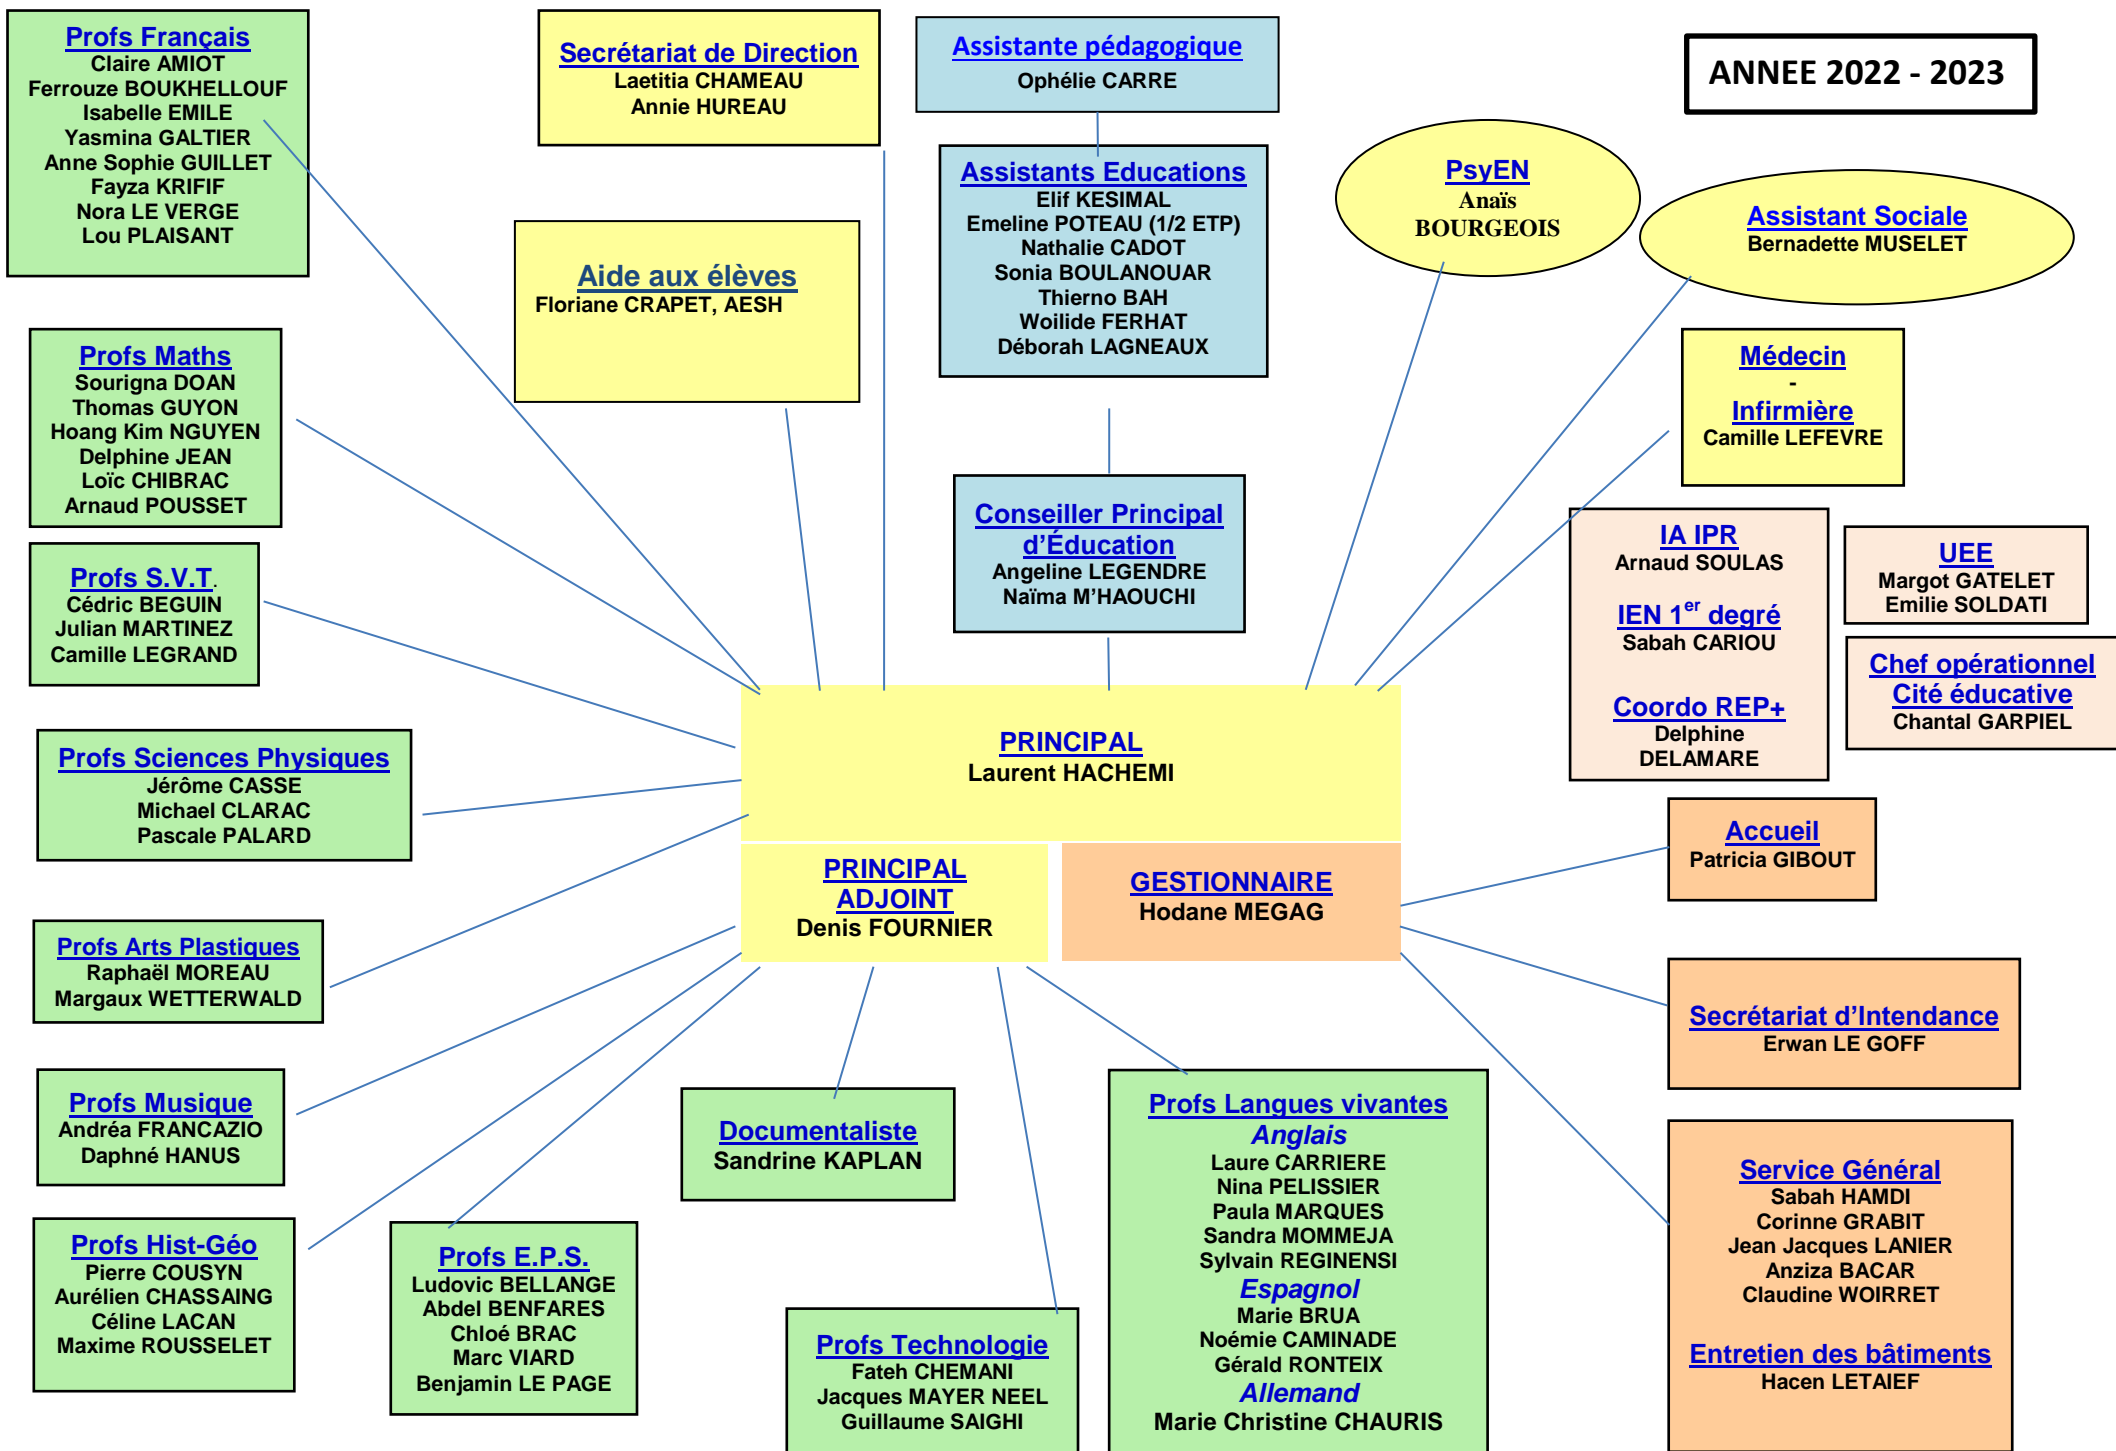 Profs Français
Claire AMIOT
Ferrouze BOUKHELLOUF
Isabelle EMILE
Yasmina GALTIER
Anne Sophie GUILLET
Fayza KRIFIF
Nora LE VERGE
Lou PLAISANT
Secrétariat de Direction
Laetitia CHAMEAU
Annie HUREAU
Assistante pédagogique
Ophélie CARRE
ANNEE 2022 - 2023
Aide aux élèves
Floriane CRAPET, AESH
Assistants Educations
Elif KESIMAL
Emeline POTEAU (1/2 ETP)
Nathalie CADOT
Sonia BOULANOUAR
Thierno BAH
Woilide FERHAT
Déborah LAGNEAUX
PsyEN
Anaïs
BOURGEOIS
Assistant Sociale
Bernadette MUSELET
Profs Maths
Sourigna DOAN
Thomas GUYON
Hoang Kim NGUYEN
Delphine JEAN
Loïc CHIBRAC
Arnaud POUSSET
Médecin
-
Infirmière
Camille LEFEVRE
Conseiller Principal
d'Éducation
Angeline LEGENDRE
Naïma M'HAOUCHI
Profs S.V.T.
Cédric BEGUIN
Julian MARTINEZ
Camille LEGRAND
IA IPR
Arnaud SOULAS
IEN 1er degré
Sabah CARIOU
Coordo REP+
Delphine
DELAMARE
UEE
Margot GATELET
Emilie SOLDATI
Chef opérationnel
Cité éducative
Chantal GARPIEL
Profs Sciences Physiques
Jérôme CASSE
Michael CLARAC
Pascale PALARD
PRINCIPAL
Laurent HACHEMI
PRINCIPAL
ADJOINT
Denis FOURNIER
GESTIONNAIRE
Hodane MEGAG
Accueil
Patricia GIBOUT
Profs Arts Plastiques
Raphaël MOREAU
Margaux WETTERWALD
Secrétariat d'Intendance
Erwan LE GOFF
Profs Musique
Andréa FRANCAZIO
Daphné HANUS
Documentaliste
Sandrine KAPLAN
Profs Langues vivantes
Anglais
Laure CARRIERE
Nina PELISSIER
Paula MARQUES
Sandra MOMMEJA
Sylvain REGINENSI
Espagnol
Marie BRUA
Noémie CAMINADE
Gérald RONTEIX
Allemand
Marie Christine CHAURIS
Service Général
Sabah HAMDI
Corinne GRABIT
Jean Jacques LANIER
Anziza BACAR
Claudine WOIRRET
Entretien des bâtiments
Hacen LETAIEF
Profs Hist-Géo
Pierre COUSYN
Aurélien CHASSAING
Céline LACAN
Maxime ROUSSELET
Profs E.P.S.
Ludovic BELLANGE
Abdel BENFARES
Chloé BRAC
Marc VIARD
Benjamin LE PAGE
Profs Technologie
Fateh CHEMANI
Jacques MAYER NEEL
Guillaume SAIGHI